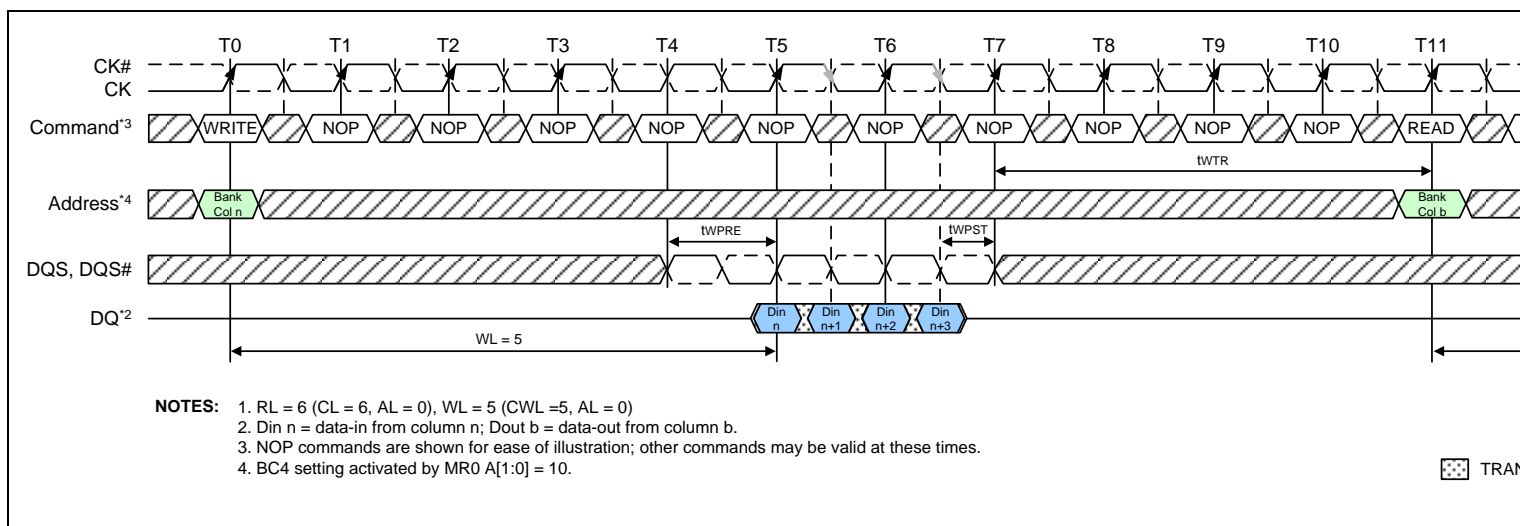 T0 T1 T2 T3 T4 T5 T6 T7 T8 T9 T10 T11
CK#
CK
Command*3 WRITE NOP NOP NOP NOP NOP NOP NOP NOP NOP NOP READ
tWTR
Address*4 Bank Col n Bank Col b
tWPRE tWPST
DQS, DQS#
DQ*2 Din n Din n+1 Din n+2 Din n+3
WL = 5
NOTES: 1. RL = 6 (CL = 6, AL = 0), WL = 5 (CWL =5, AL = 0)
2. Din n = data-in from column n; Dout b = data-out from column b.
3. NOP commands are shown for ease of illustration; other commands may be valid at these times.
4. BC4 setting activated by MR0 A[1:0] = 10.
TRAN